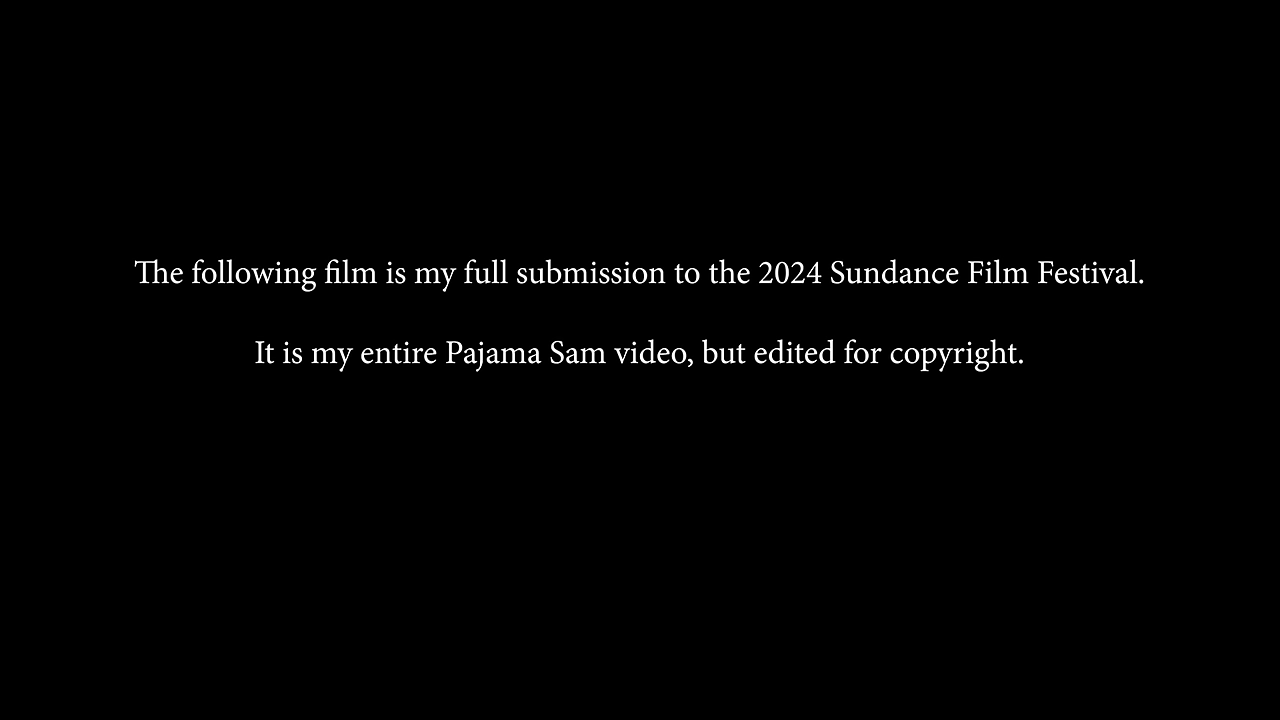 The following film is my full submission to the 2024 Sundance Film Festival.
It is my entire Pajama Sam video, but edited for copyright.